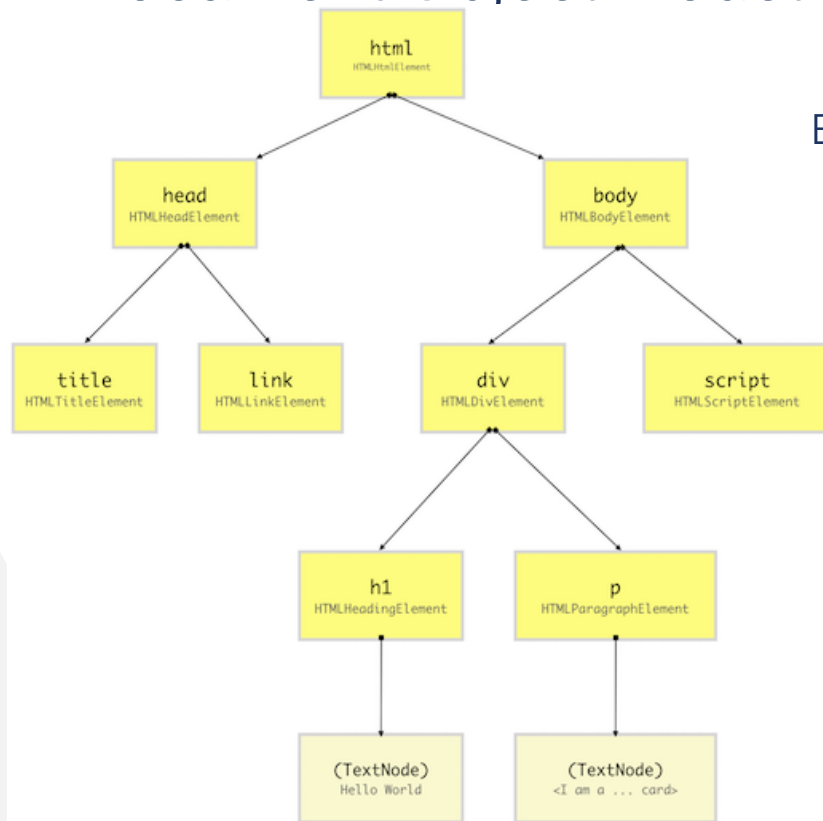 html
HTMLHtmlElement
E
head
HTMLHeadElement
body
HTMLBodyElement
title
HTMLTitleElement
link
HTMLLinkElement
div
HTMLDivElement
script
HTMLScriptElement
h1
HTMLHeadingElement
p
HTMLParagraphElement
(TextNode)
Hello World
(TextNode)
<I am a ... card>